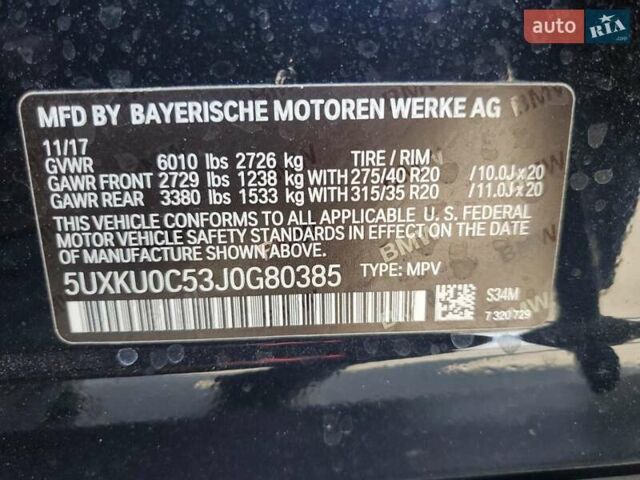 auto RIA .com
MFD BY BAYERISCHE MOTOREN WERKE AG
11/17
GVWR 6010 lbs 2726 kg TIRE / RIM
GAWR FRONT 2729 lbs 1238 kg WITH 275/40 R20 /10.0J x 20
GAWR REAR 3380 lbs 1533 kg WITH 315/35 R20 /11.0J x 20
THIS VEHICLE CONFORMS TO ALL APPLICABLE U. S. FEDERAL
MOTOR VEHICLE SAFETY STANDARDS IN EFFECT ON THE DATE
OF MANUFACTURE SHOWN ABOVE.
5UXKU0C53J0G80385 TYPE: MPV
S34M
7 320 729